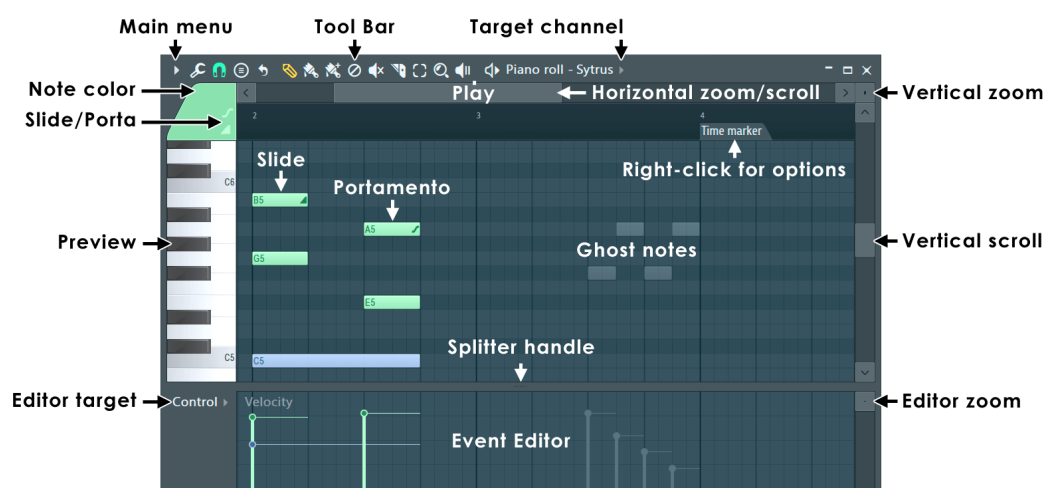 Main menu
Tool Bar
Target channel
Piano roll - Sytrus
Note color
Play
Horizontal zoom/scroll
Vertical zoom
Slide/Porta
2
3
4
Time marker
Slide
Right-click for options
C6
Portamento
B5
A5
Preview
Ghost notes
Vertical scroll
G5
E5
Splitter handle
C5
C5
Editor target
Control
Velocity
Editor zoom
Event Editor